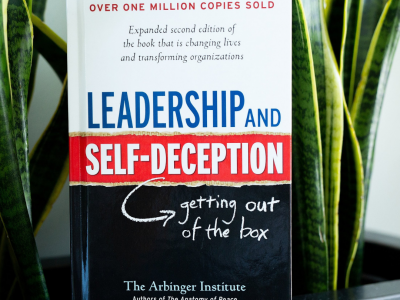 OVER ONE MILLION COPIES SOLD
Expanded second edition of
the book that is changing lives
and transforming organizations
LEADERSHIP AND
SELF-DECEPTION
getting out
of the box
The Arbinger Institute
Authors of The Anatomy of Peace